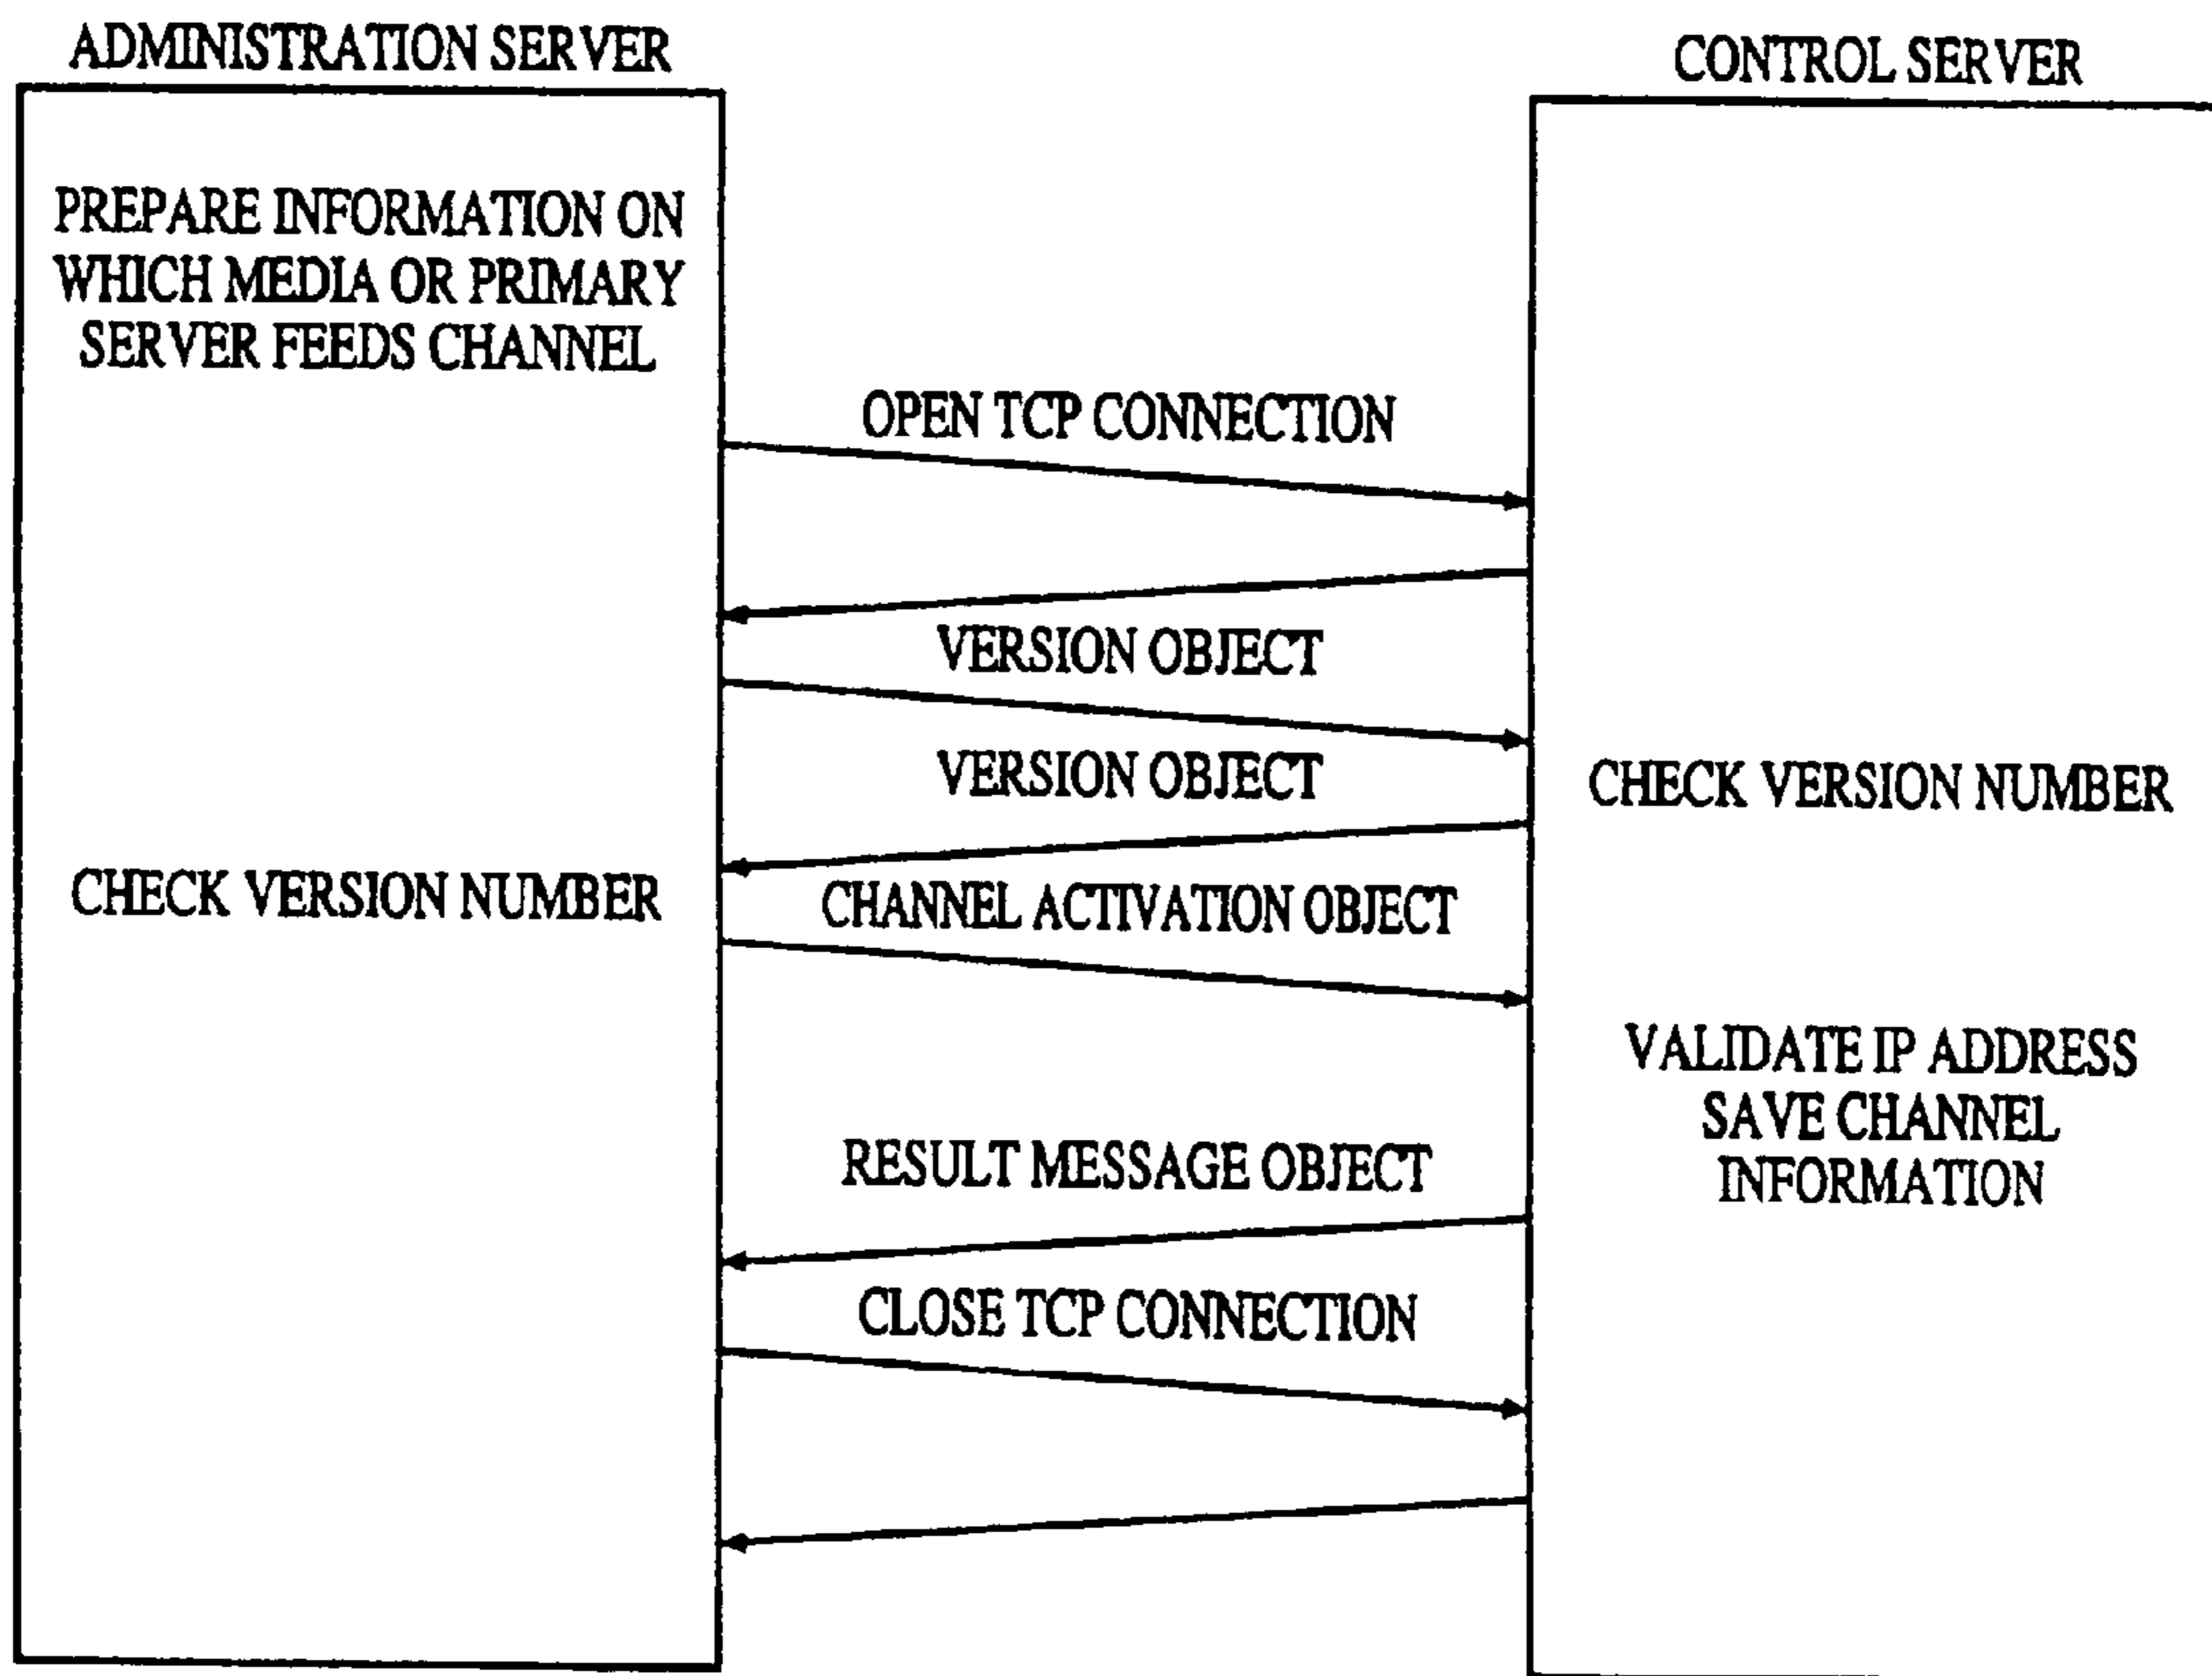 ADMINISTRATION SERVER
CONTROL SERVER
PREPARE INFORMATION ON
WHICH MEDIA OR PRIMARY
SERVER FEEDS CHANNEL
OPEN TCP CONNECTION
VERSION OBJECT
VERSION OBJECT
CHECK VERSION NUMBER
CHECK VERSION NUMBER
CHANNEL ACTIVATION OBJECT
VALIDATE IP ADDRESS
SAVE CHANNEL
INFORMATION
RESULT MESSAGE OBJECT
CLOSE TCP CONNECTION